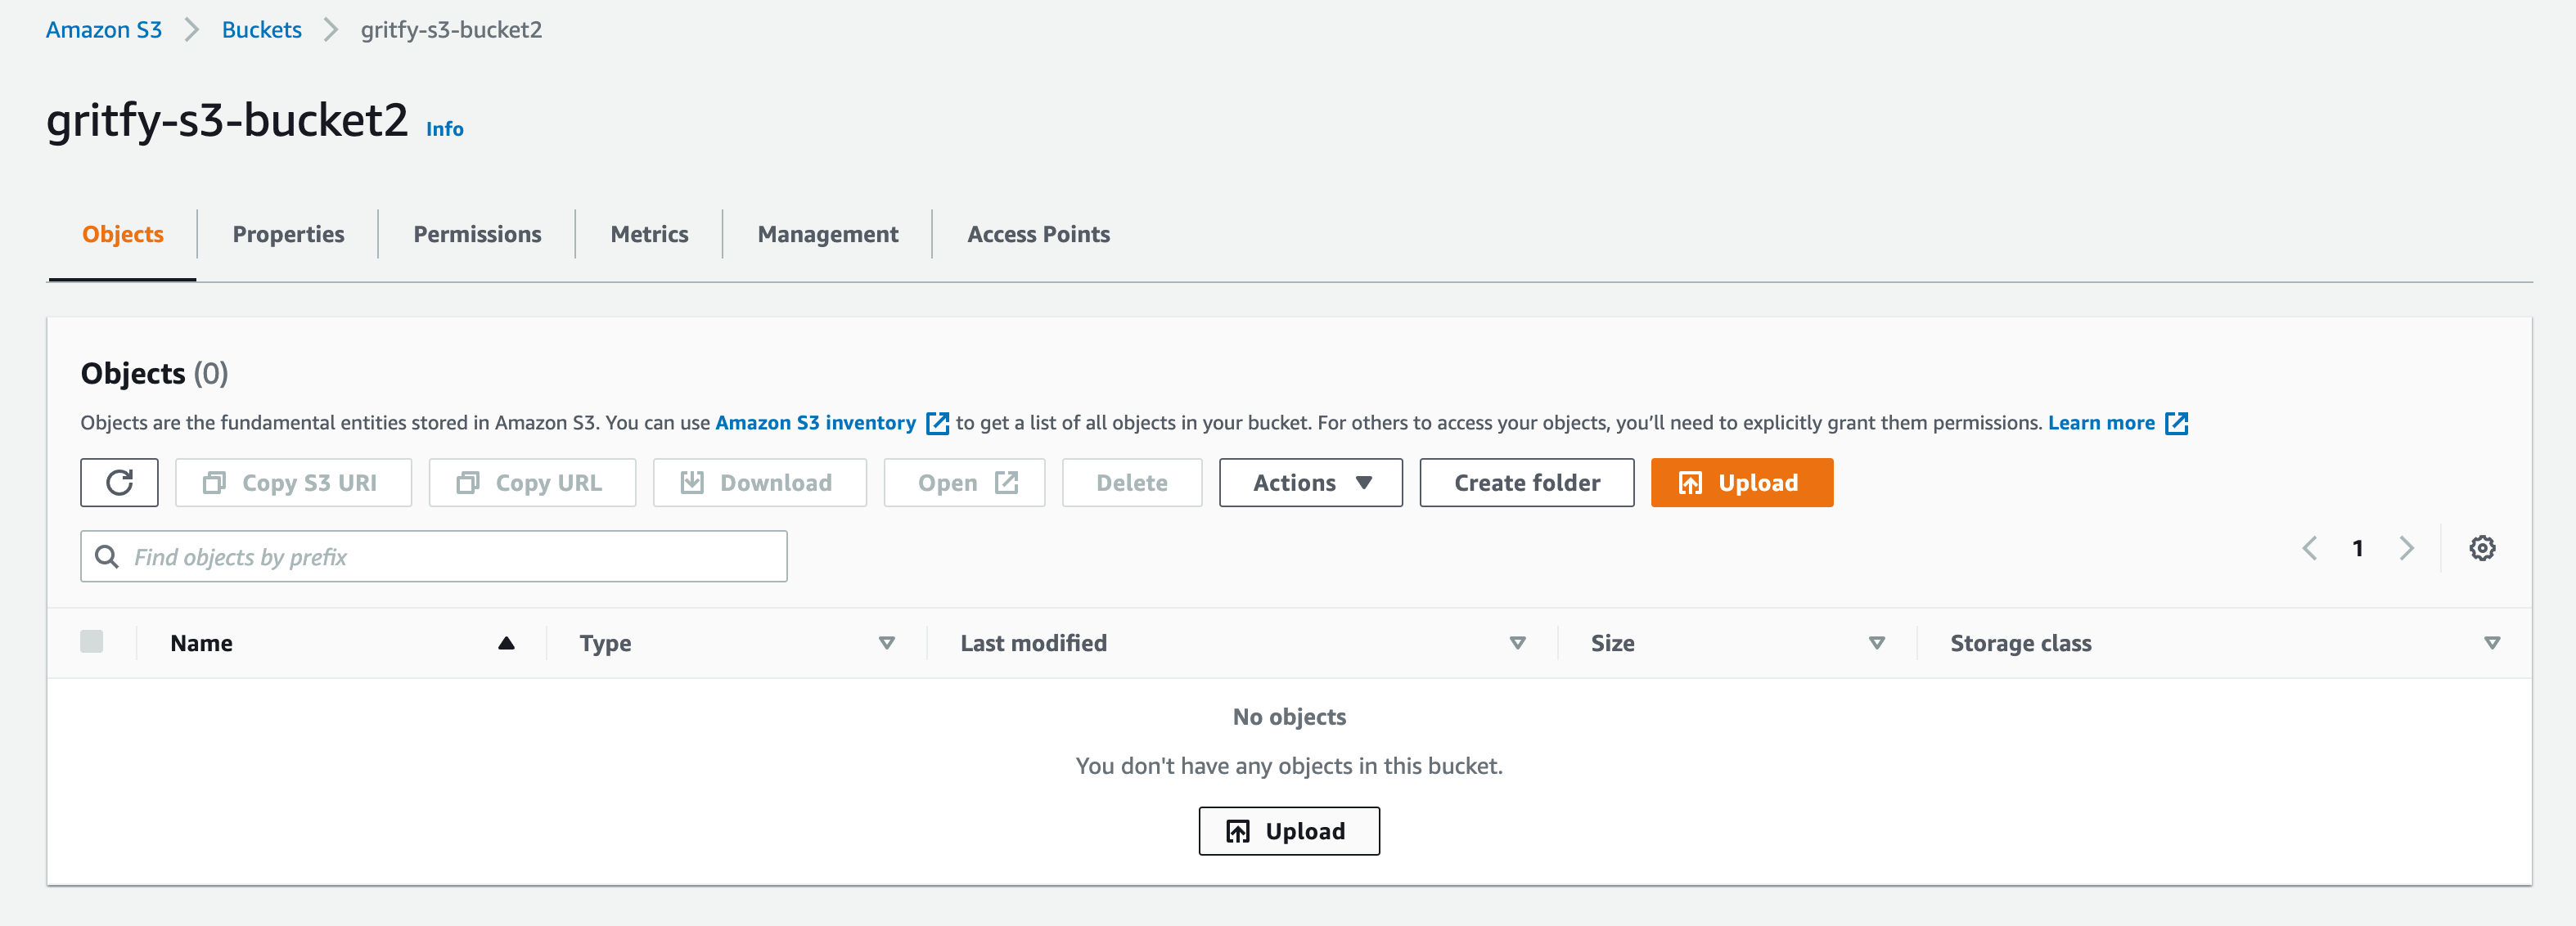 Amazon S3 Buckets gritfy-s3-bucket2
gritfy-s3-bucket2 Info
Objects Properties Permissions Metrics Management Access Points
Objects (0)
Objects are the fundamental entities stored in Amazon S3. You can use Amazon S3 inventory to get a list of all objects in your bucket. For others to access your objects, you’ll need to explicitly grant them permissions. Learn more
Copy S3 URI Copy URL Download Open Delete Actions Create folder Upload
Find objects by prefix 1
Name Type Last modified Size Storage class
No objects
You don't have any objects in this bucket.
Upload